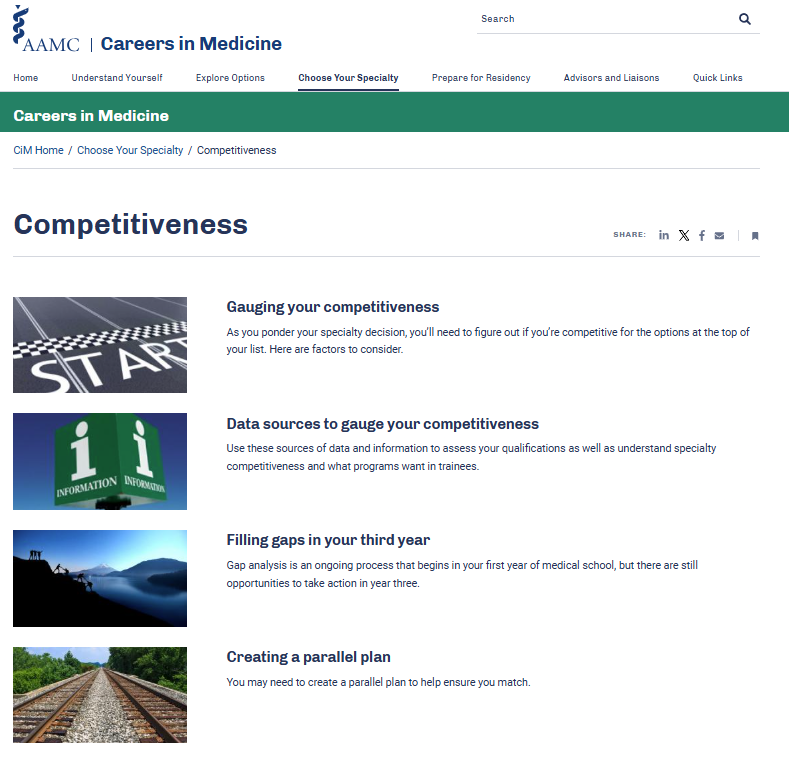 AAMC | Careers in Medicine
Search
Home Understand Yourself Explore Options Choose Your Specialty Prepare for Residency Advisors and Liaisons Quick Links
Careers in Medicine
CiM Home / Choose Your Specialty / Competitiveness
Competitiveness
SHARE:
START
Gauging your competitiveness
As you ponder your specialty decision, you'll need to figure out if you're competitive for the options at the top of
your list. Here are factors to consider.
i i
INFORMATION INFORMATION
Data sources to gauge your competitiveness
Use these sources of data and information to assess your qualifications as well as understand specialty
competitiveness and what programs want in trainees.
Filling gaps in your third year
Gap analysis is an ongoing process that begins in your first year of medical school, but there are still
opportunities to take action in year three.
Creating a parallel plan
You may need to create a parallel plan to help ensure you match.